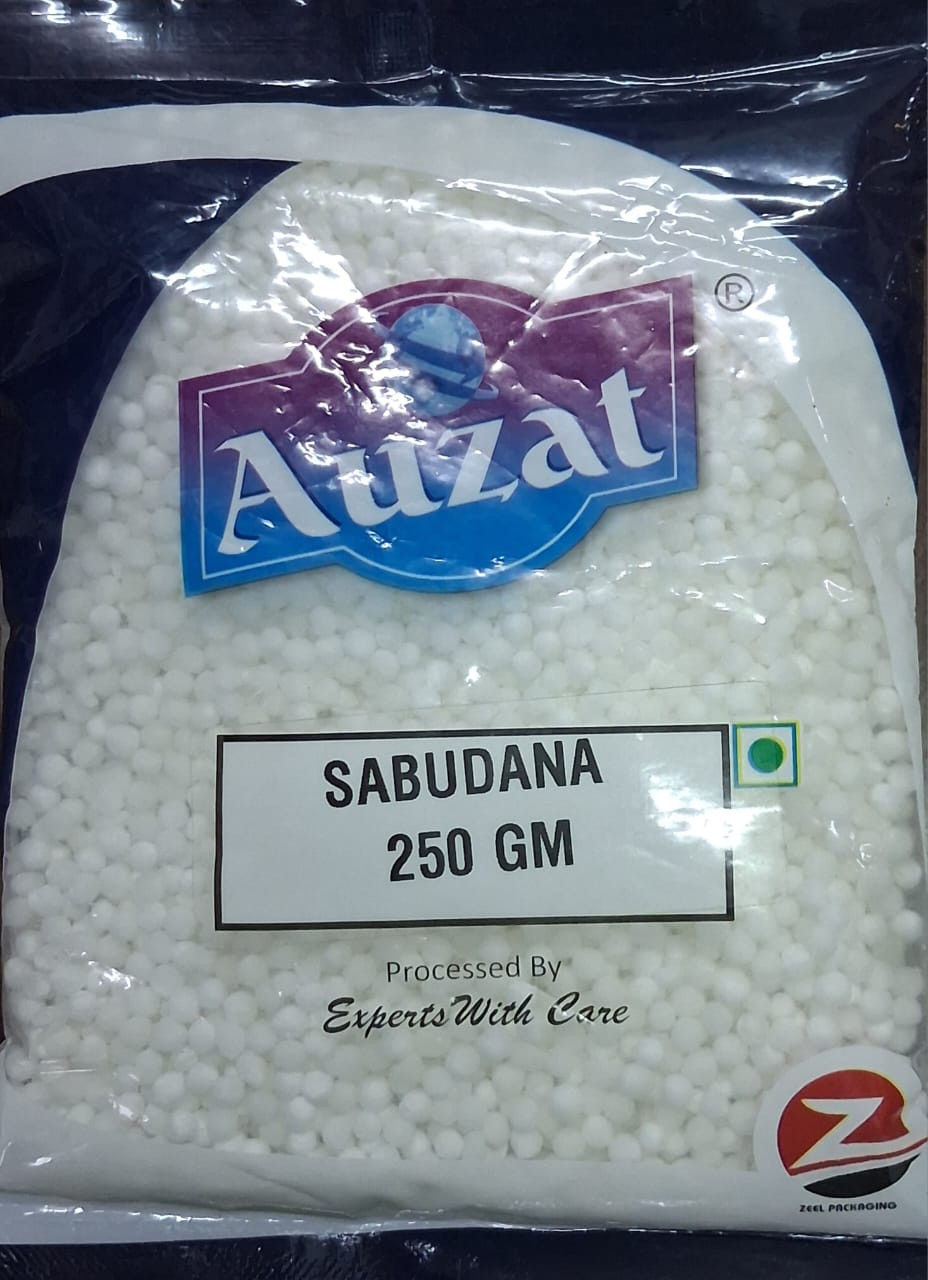 ®
Auzat
SABUDANA
250 GM
Processed By
Experts With Care
Z
ZEEL PACKAGING